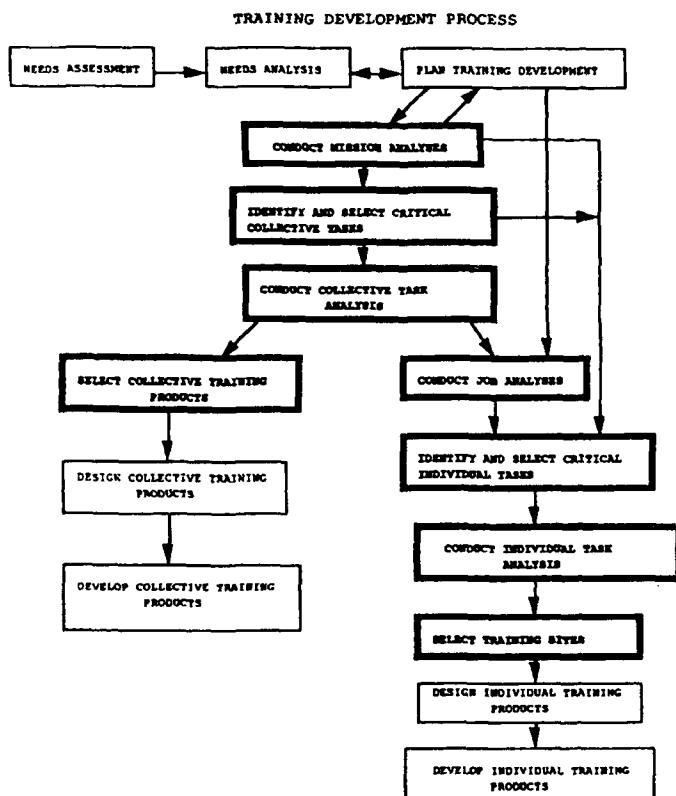 TRAINING DEVELOPMENT PROCESS
NEEDS ASSESSMENT
NEEDS ANALYSIS
PLAN TRAINING DEVELOPMENT
CONDUCT MISSION ANALYSES
IDENTIFY AND SELECT CRITICAL
COLLECTIVE TASKS
CONDUCT COLLECTIVE TASK
ANALYSIS
SELECT COLLECTIVE TRAINING
PRODUCTS
CONDUCT JOB ANALYSES
DESIGN COLLECTIVE TRAINING
PRODUCTS
IDENTIFY AND SELECT CRITICAL
INDIVIDUAL TASKS
DEVELOP COLLECTIVE TRAINING
PRODUCTS
CONDUCT INDIVIDUAL TASK
ANALYSIS
SELECT TRAINING SITES
DESIGN INDIVIDUAL TRAINING
PRODUCTS
DEVELOP INDIVIDUAL TRAINING
PRODUCTS